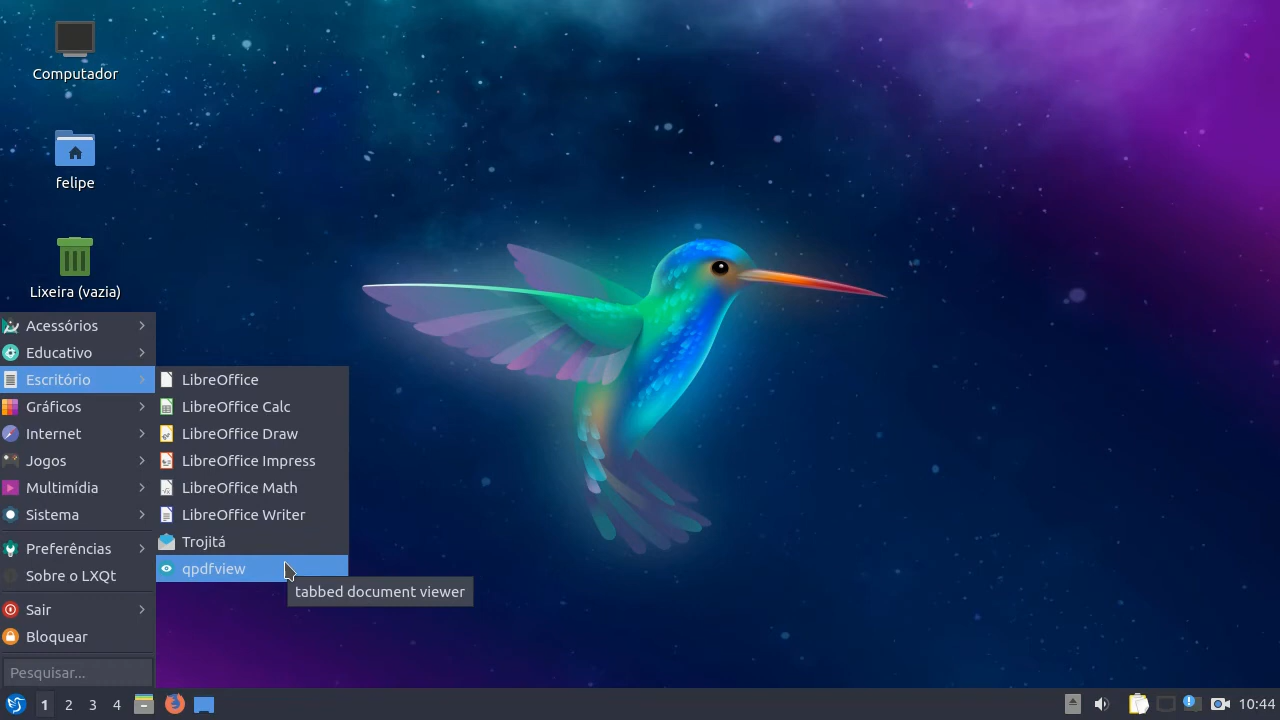 Computador
felipe
Lixeira (vazia)
Acessórios
Educativo
Escritório
Gráficos
Internet
Jogos
Multimídia
Sistema
Preferências
Sobre o LXQt
Sair
Bloquear
Pesquisar...
LibreOffice
LibreOffice Calc
LibreOffice Draw
LibreOffice Impress
LibreOffice Math
LibreOffice Writer
Trojitá
qpdfview
tabbed document viewer
1 2 3 4 10:44